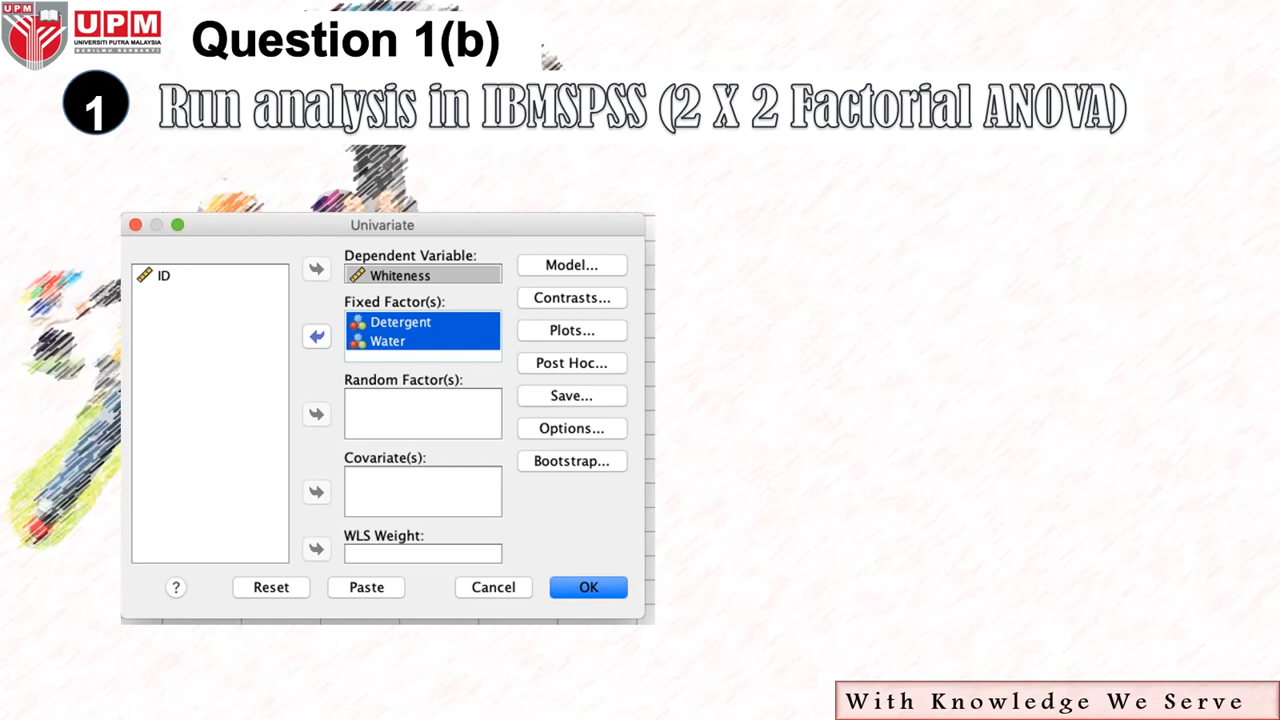 UPM
UPM
UNIVERSITI PUTRA MALAYSIA
BERILMU BERBAKTI
Question 1(b)
1
Run analysis in IBMSPSS (2 X 2 Factorial ANOVA)
Univariate
ID
Dependent Variable:
Whiteness
Fixed Factor(s):
Detergent
Water
Random Factor(s):
Covariate(s):
WLS Weight:
Model...
Contrasts...
Plots...
Post Hoc...
Save...
Options...
Bootstrap...
? Reset Paste Cancel OK
With Knowledge We Serve